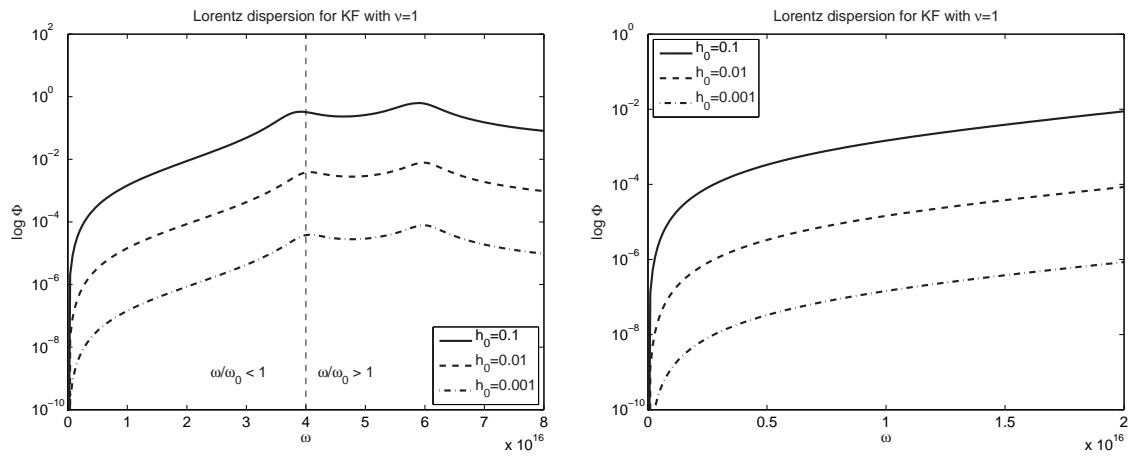 Lorentz dispersion for KF with ν=1
10^2
10^0
10^-2
10^-4
10^-6
10^-8
10^-10
log Φ
ω/ω_0 < 1
ω/ω_0 > 1
h_0=0.1
h_0=0.01
h_0=0.001
0 1 2 3 4 5 6 7 8
ω
x 10^16
Lorentz dispersion for KF with ν=1
h_0=0.1
h_0=0.01
h_0=0.001
10^0
10^-2
10^-4
10^-6
10^-8
10^-10
log Φ
0 0.5 1 1.5 2
ω
x 10^16